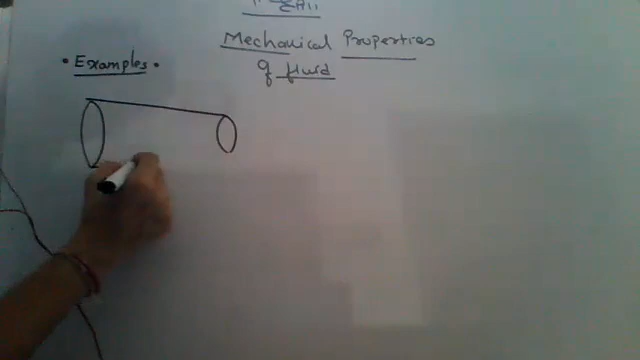 Mechanical Properties
of fluid
• Examples •